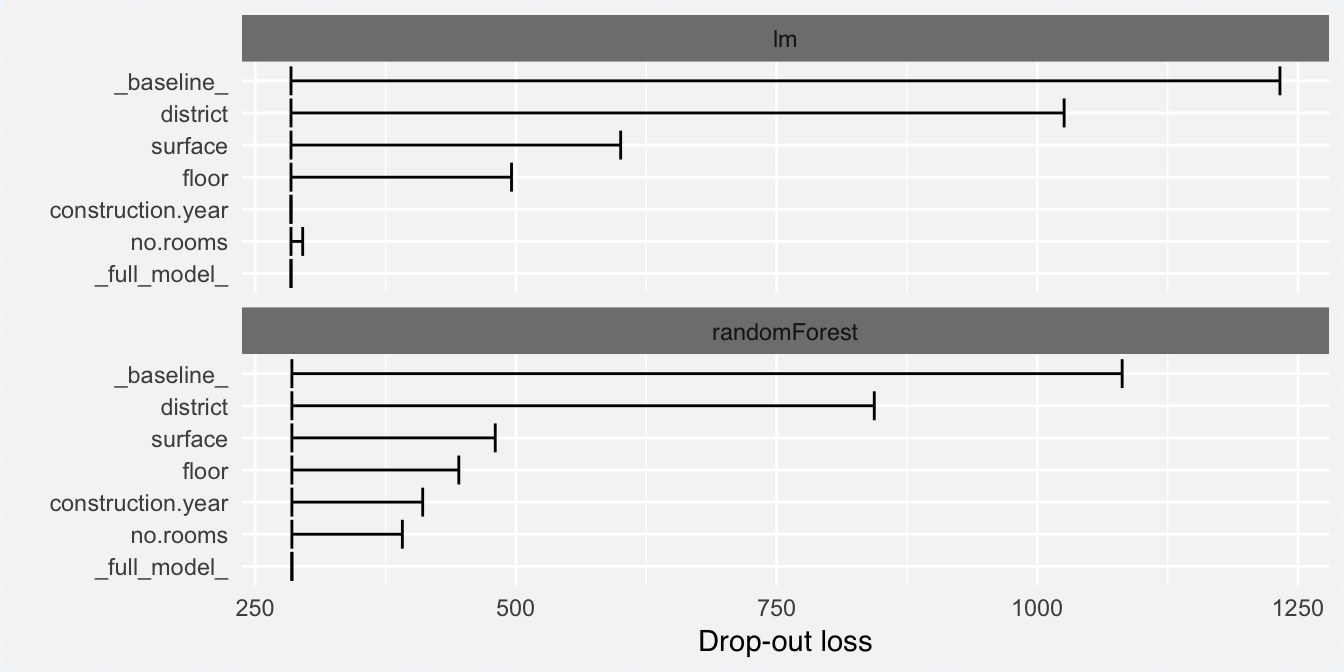 lm
_baseline_
district
surface
floor
construction.year
no.rooms
_full_model_
randomForest
_baseline_
district
surface
floor
construction.year
no.rooms
_full_model_
250 500 750 1000 1250
Drop-out loss